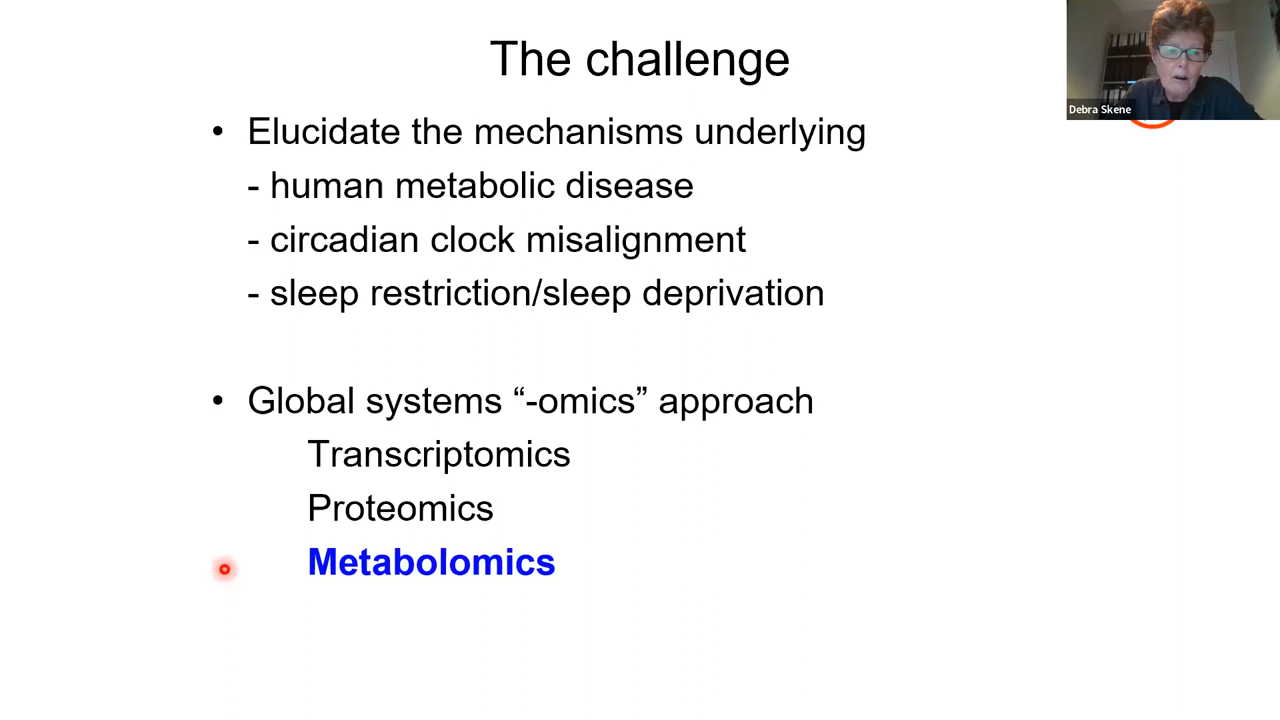 The challenge
Debra Skene
• Elucidate the mechanisms underlying
- human metabolic disease
- circadian clock misalignment
- sleep restriction/sleep deprivation
• Global systems “-omics” approach
Transcriptomics
Proteomics
Metabolomics